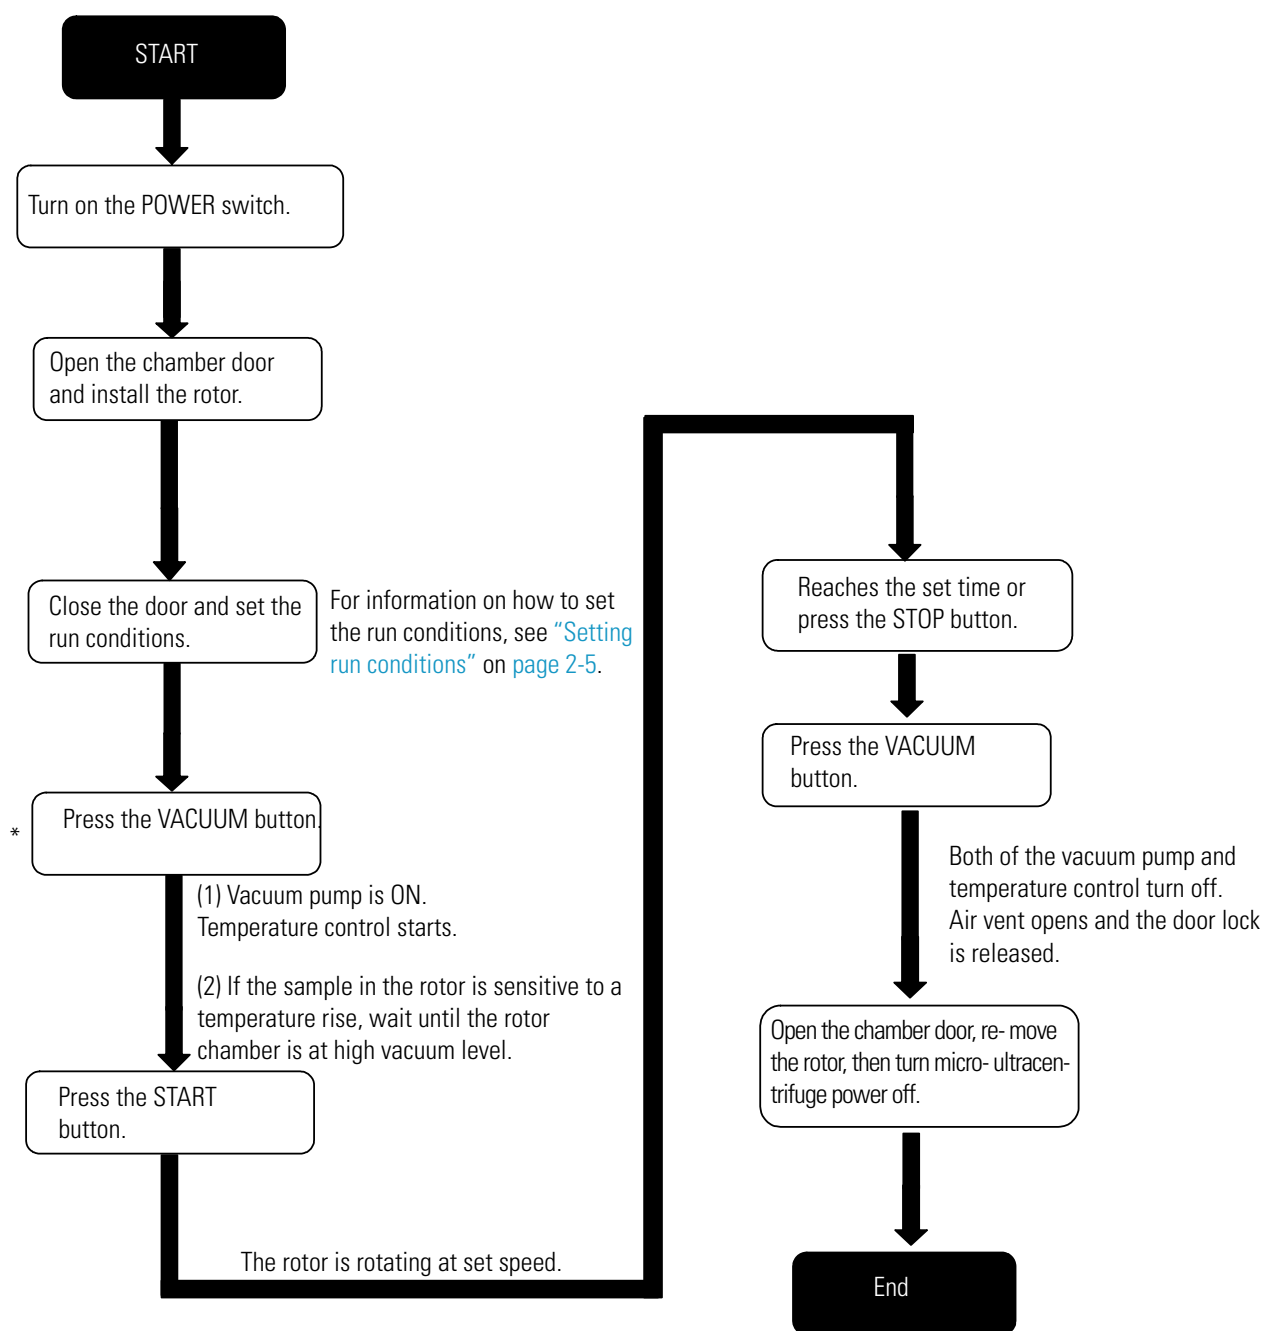 START
Turn on the POWER switch.
Open the chamber door
and install the rotor.
Close the door and set the
run conditions.
For information on how to set
the run conditions, see “Setting
run conditions” on page 2-5.
*
Press the VACUUM button.
(1) Vacuum pump is ON.
Temperature control starts.
(2) If the sample in the rotor is sensitive to a
temperature rise, wait until the rotor
chamber is at high vacuum level.
Press the START
button.
The rotor is rotating at set speed.
Reaches the set time or
press the STOP button.
Press the VACUUM
button.
Both of the vacuum pump and
temperature control turn off.
Air vent opens and the door lock
is released.
Open the chamber door, re- move
the rotor, then turn micro- ultracen-
trifuge power off.
End